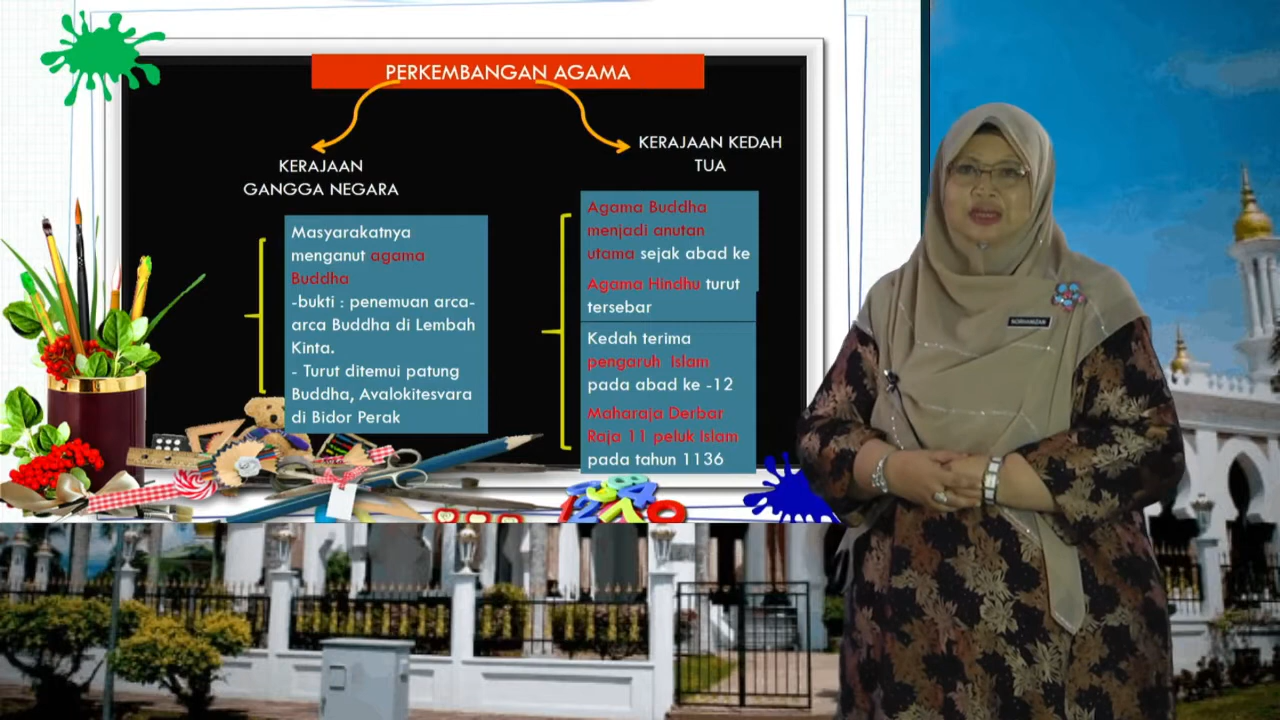 PERKEMBANGAN AGAMA
KERAJAAN
GANGGA NEGARA
Masyarakatnya
menganut agama
Buddha
-bukti : penemuan arca-
arca Buddha di Lembah
Kinta.
- Turut ditemui patung
Buddha, Avalokitesvara
di Bidor Perak
KERAJAAN KEDAH
TUA
Agama Buddha
menjadi anutan
utama sejak abad ke
Agama Hindhu turut
tersebar
Kedah terima
pengaruh Islam
pada abad ke -12
Maharaja Derbar
Raja 11 peluk Islam
pada tahun 1136